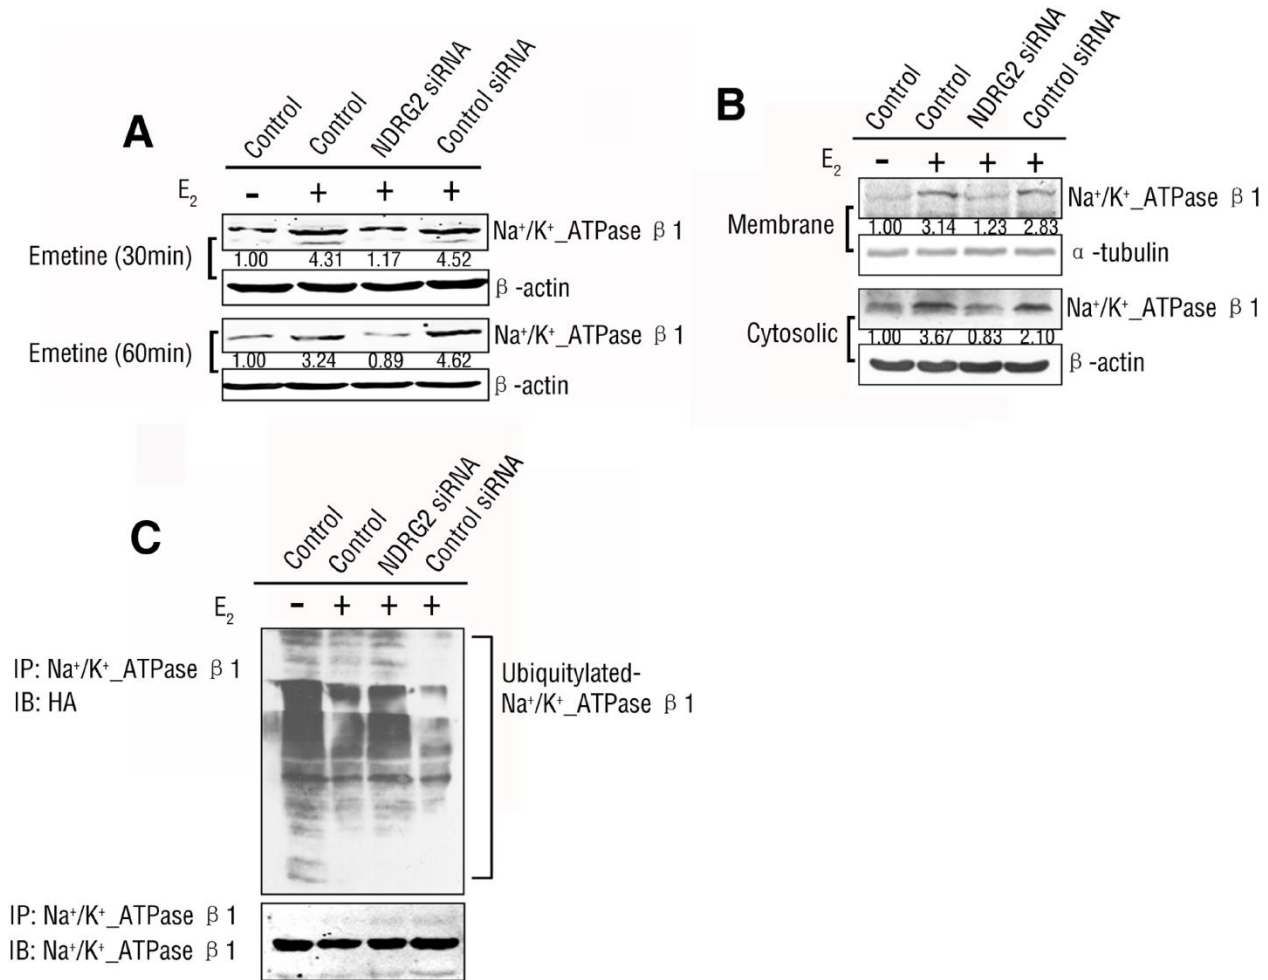 A
Control
Control
NDRG2 siRNA
Control siRNA
E2
- + + +
Emetine (30min)
Na+/K+_ATPase β 1
1.00 4.31 1.17 4.52
β -actin
Emetine (60min)
Na+/K+_ATPase β 1
1.00 3.24 0.89 4.62
β -actin
B
Control
Control
NDRG2 siRNA
Control siRNA
E2
- + + +
Membrane
Na+/K+_ATPase β 1
1.00 3.14 1.23 2.83
α -tubulin
Cytosolic
Na+/K+_ATPase β 1
1.00 3.67 0.83 2.10
β -actin
C
Control
Control
NDRG2 siRNA
Control siRNA
E2
- + + +
IP: Na+/K+_ATPase β 1
IB: HA
Ubiquitylated-
Na+/K+_ATPase β 1
IP: Na+/K+_ATPase β 1
IB: Na+/K+_ATPase β 1